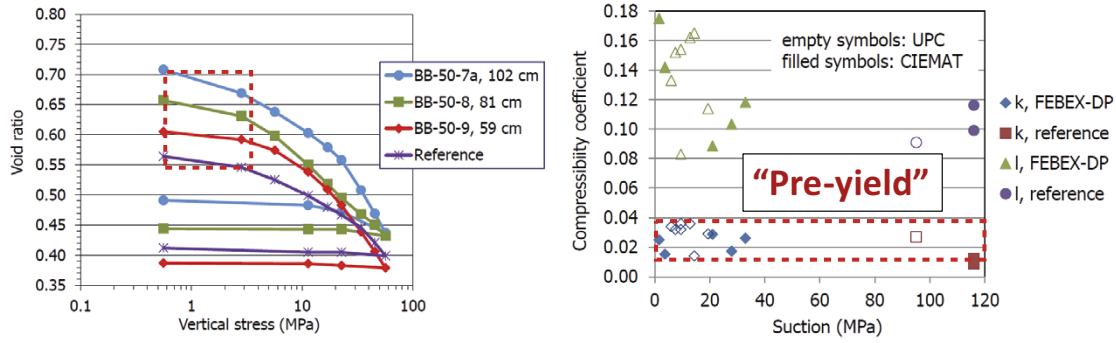 0.80
0.75
0.70
0.65
0.60
0.55
0.50
0.45
0.40
0.35
Void ratio
0.1
1
10
100
Vertical stress (MPa)
BB-50-7a, 102 cm
BB-50-8, 81 cm
BB-50-9, 59 cm
Reference
0.18
0.16
0.14
0.12
0.10
0.08
0.06
0.04
0.02
0.00
Compressibiity coefficient
0
20
40
60
80
100
120
Suction (MPa)
empty symbols: UPC
filled symbols: CIEMAT
“Pre-yield”
k, FEBEX-DP
k, reference
l, FEBEX-DP
l, reference